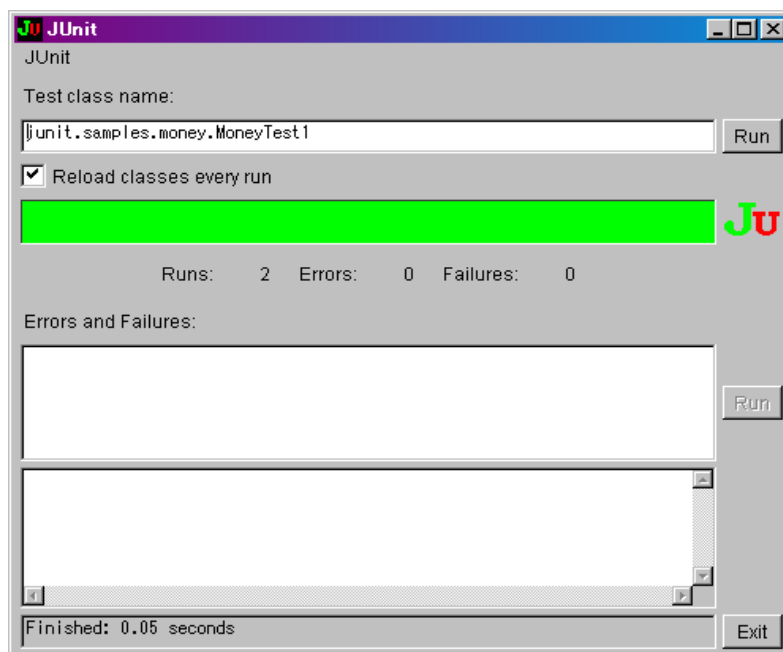 JU JUnit
JUnit
Test class name:
junit.samples.money.MoneyTest1
Run
Reload classes every run
JU
Runs: 2 Errors: 0 Failures: 0
Errors and Failures:
Run
Finished: 0.05 seconds
Exit